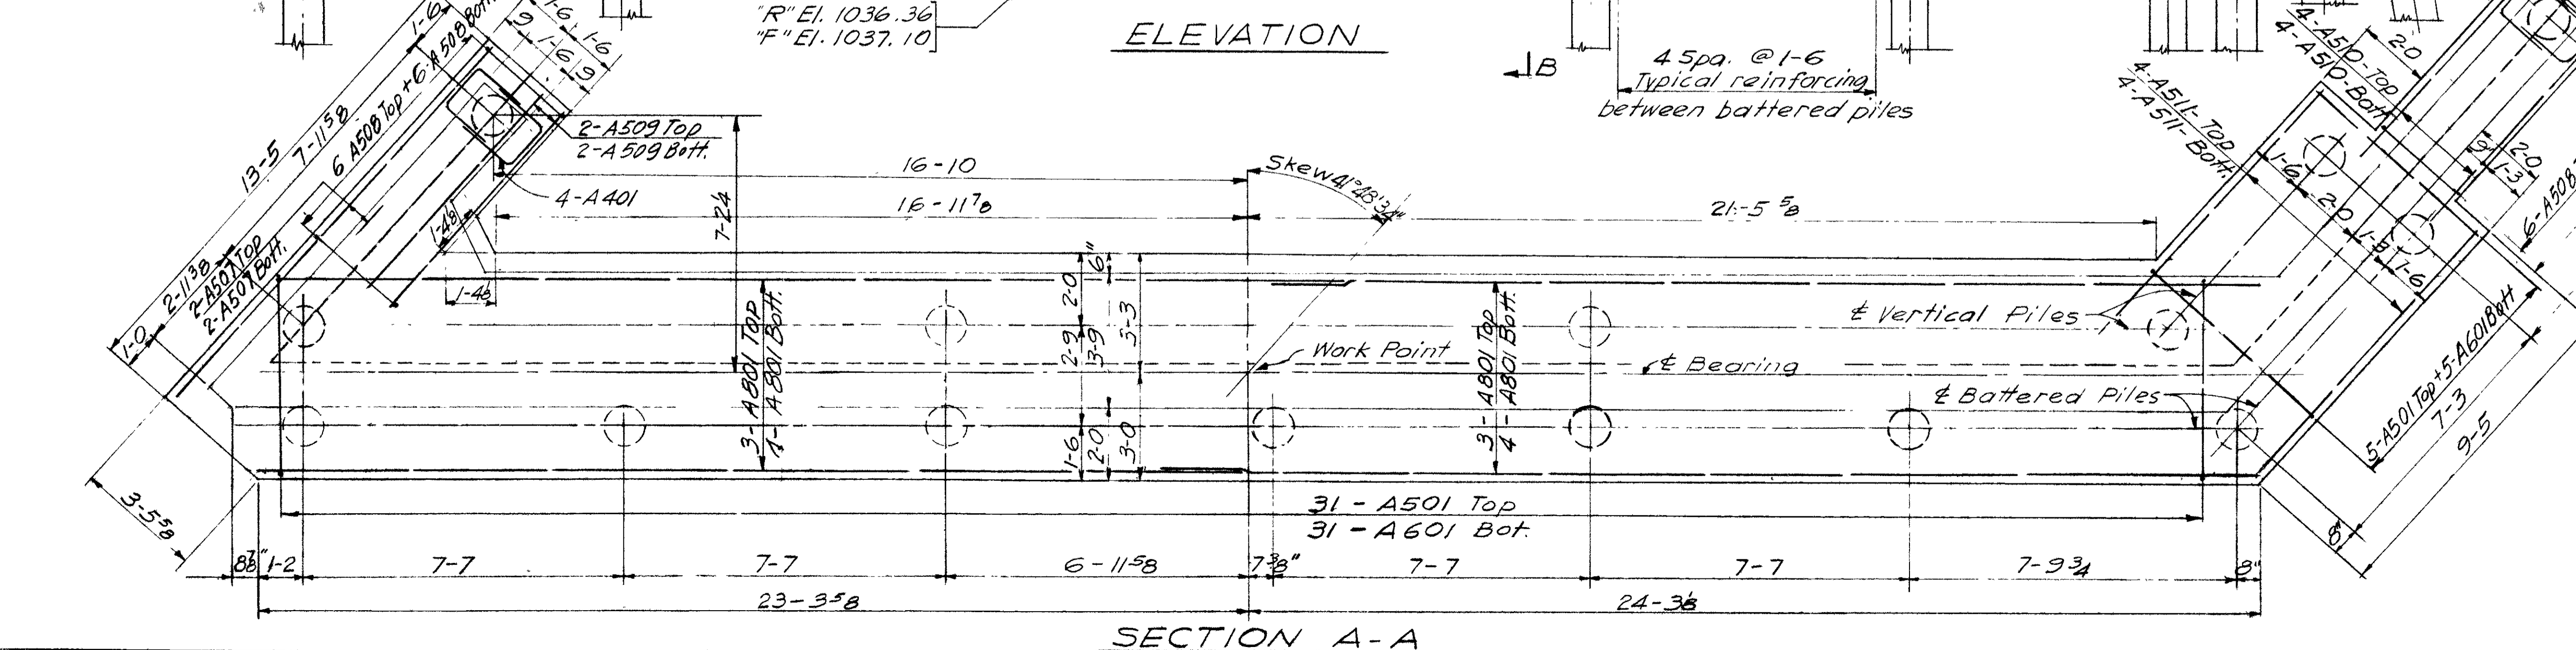 "R" El. 1036.36
"F" El. 1037.10
ELEVATION
B
4 Spa. @ 1-6
Typical reinforcing
between battered piles
1-6
9
1-6
1-6
1-6
9
13-5
7-11 5/8
6 A508 Top + 6-A508 Bott.
2-A509 Top
2-A509 Bott.
4-A401
1-4 1/8
1-4 1/8
2-11 3/8
2-A507 Top
2-A507 Bott.
1-0
3-5 5/8
16-10
16-11 7/8
7-2 1/4
Skew 41°48'34"
21-5 5/8
2-0
6"
2-9
3-9
3-3
1-6
2-0
3-0
3-A801 Top
4-A801 Bott.
3-A801 Top
4-A801 Bott.
Work Point
℄ Vertical Piles
℄ Bearing
℄ Battered Piles
4-A510-Top
4-A510-Bott.
4-A511-Top
4-A511-Bott.
2-0
9"
2-0
1-3
1-6
2-0
1-6
6-A508
5-A501 Top + 5-A601 Bott
7-3
9-5
8"
31 - A501 Top
31 - A601 Bot.
8 7/8"
1-2
7-7
7-7
6-11 5/8
7 3/8"
7-7
7-7
7-9 3/4
8"
23-3 5/8
24-3 1/8
SECTION A-A